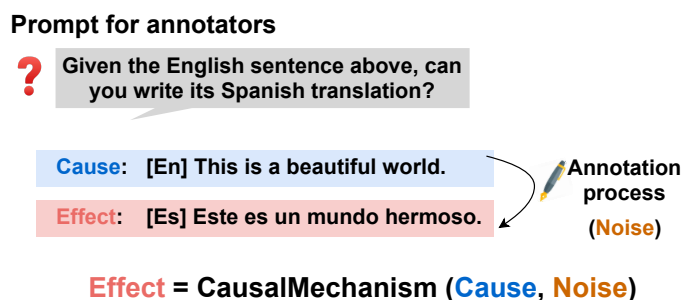 Prompt for annotators
❓ Given the English sentence above, can
you write its Spanish translation?
Cause: [En] This is a beautiful world.
Effect: [Es] Este es un mundo hermoso.
Annotation
process
(Noise)
Effect = CausalMechanism (Cause, Noise)